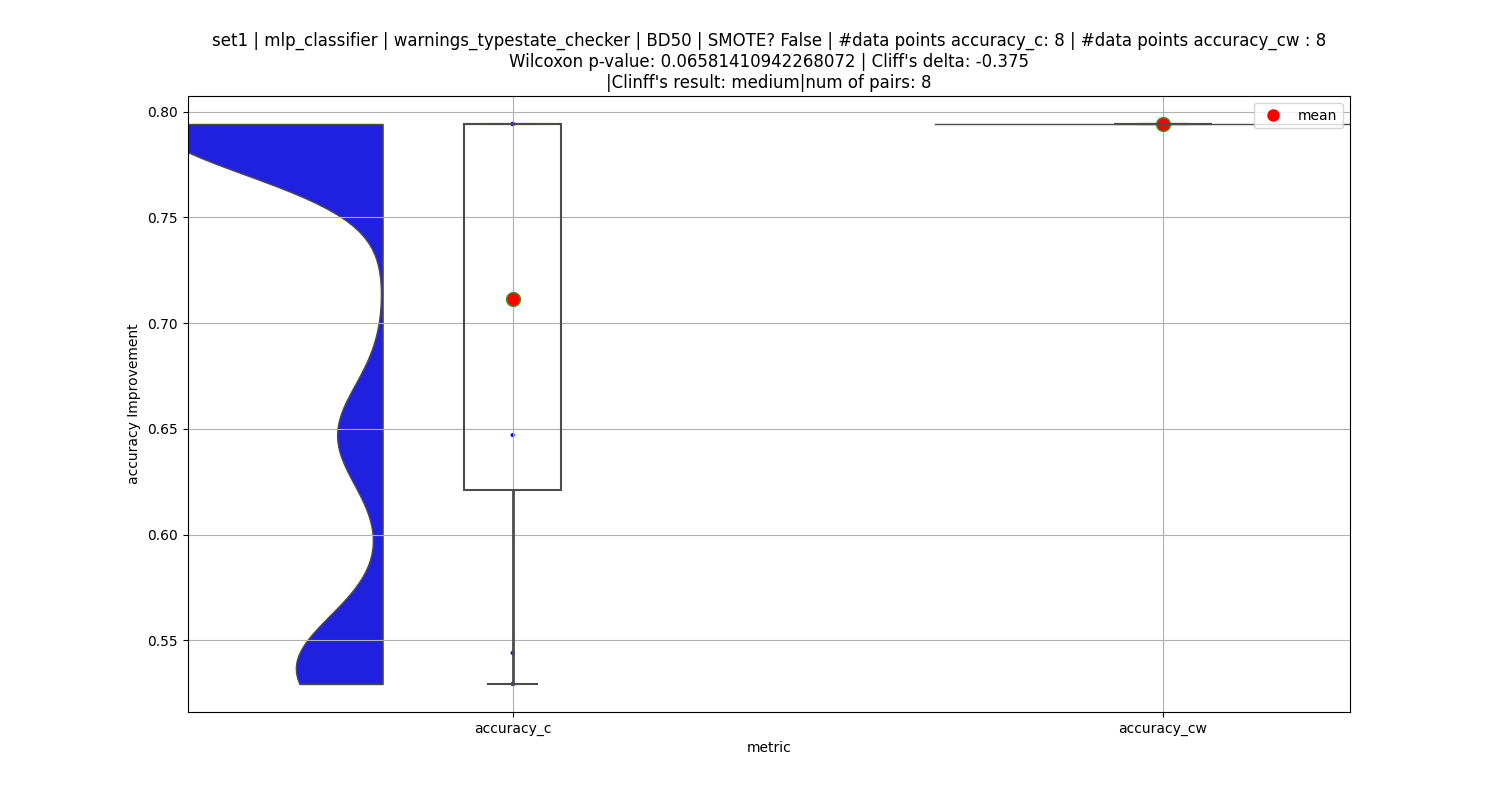 set1 | mlp_classifier | warnings_typestate_checker | BD50 | SMOTE? False | #data points accuracy_c: 8 | #data points accuracy_cw : 8
Wilcoxon p-value: 0.06581410942268072 | Cliff's delta: -0.375
|Clinff's result: medium|num of pairs: 8
mean
0.80
0.75
0.70
0.65
0.60
0.55
accuracy Improvement
accuracy_c
accuracy_cw
metric